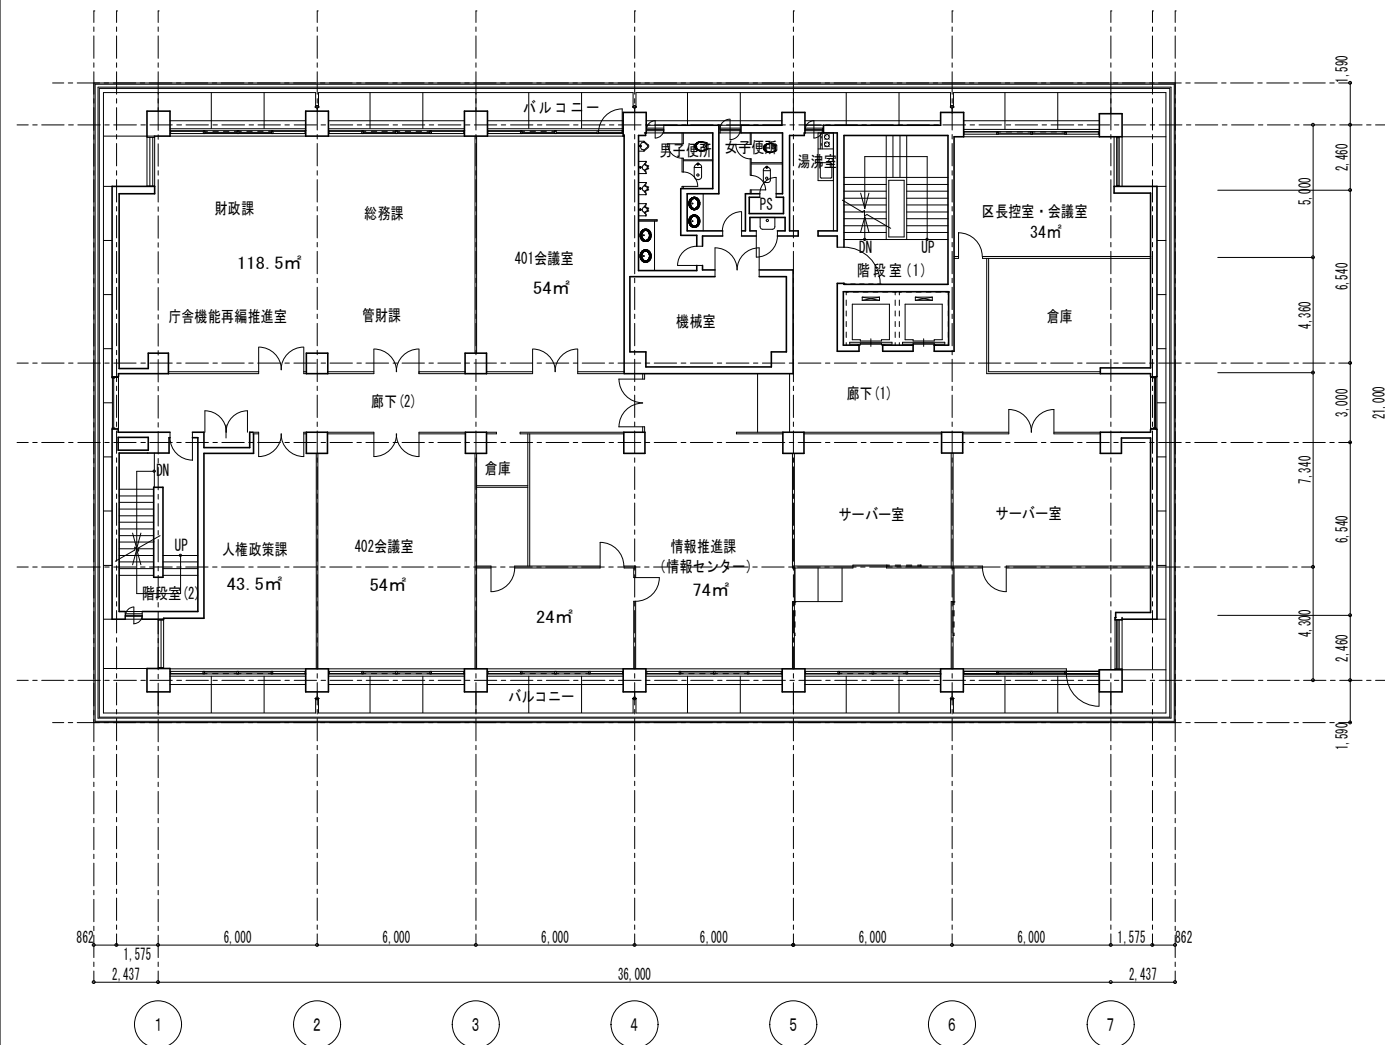 バルコニー
1,590
男子便所
女子便所
湯沸室
2,460
5,000
財政課
総務課
PS
区長控室・会議室
34㎡
DN
UP
118.5㎡
401会議室
54㎡
階段室(1)
6,540
庁舎機能再編推進室
管財課
機械室
倉庫
4,360
廊下(2)
廊下(1)
3,000
21,000
DN
倉庫
7,340
サーバー室
サーバー室
UP
人権政策課
43.5㎡
402会議室
54㎡
情報推進課
(情報センター)
74㎡
6,540
階段室(2)
24㎡
4,300
2,460
バルコニー
1,590
862
6,000
6,000
6,000
6,000
6,000
6,000
1,575
862
1,575
2,437
36,000
2,437
1
2
3
4
5
6
7